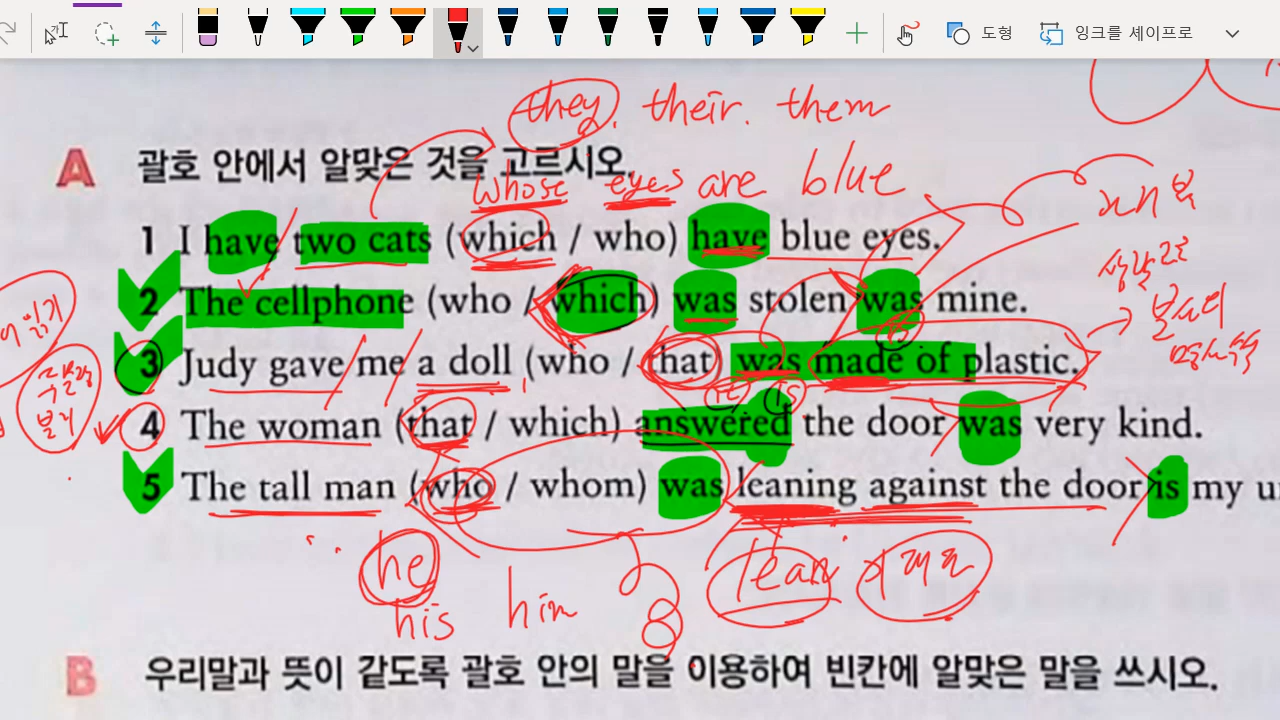 도형
잉크를 셰이프로
they. their. them
A 괄호 안에서 알맞은 것을 고르시오.
whose eyes are blue
1 I have two cats (which / who) have blue eyes.
2 The cellphone (who / which) was stolen was mine.
3 Judy gave me a doll (who / that) was made of plastic.
4 The woman (that / which) answered the door was very kind.
5 The tall man (who / whom) was leaning against the door is my
he
his him
lean 기대다
B 우리말과 뜻이 같도록 괄호 안의 말을 이용하여 빈칸에 알맞은 말을 쓰시오.